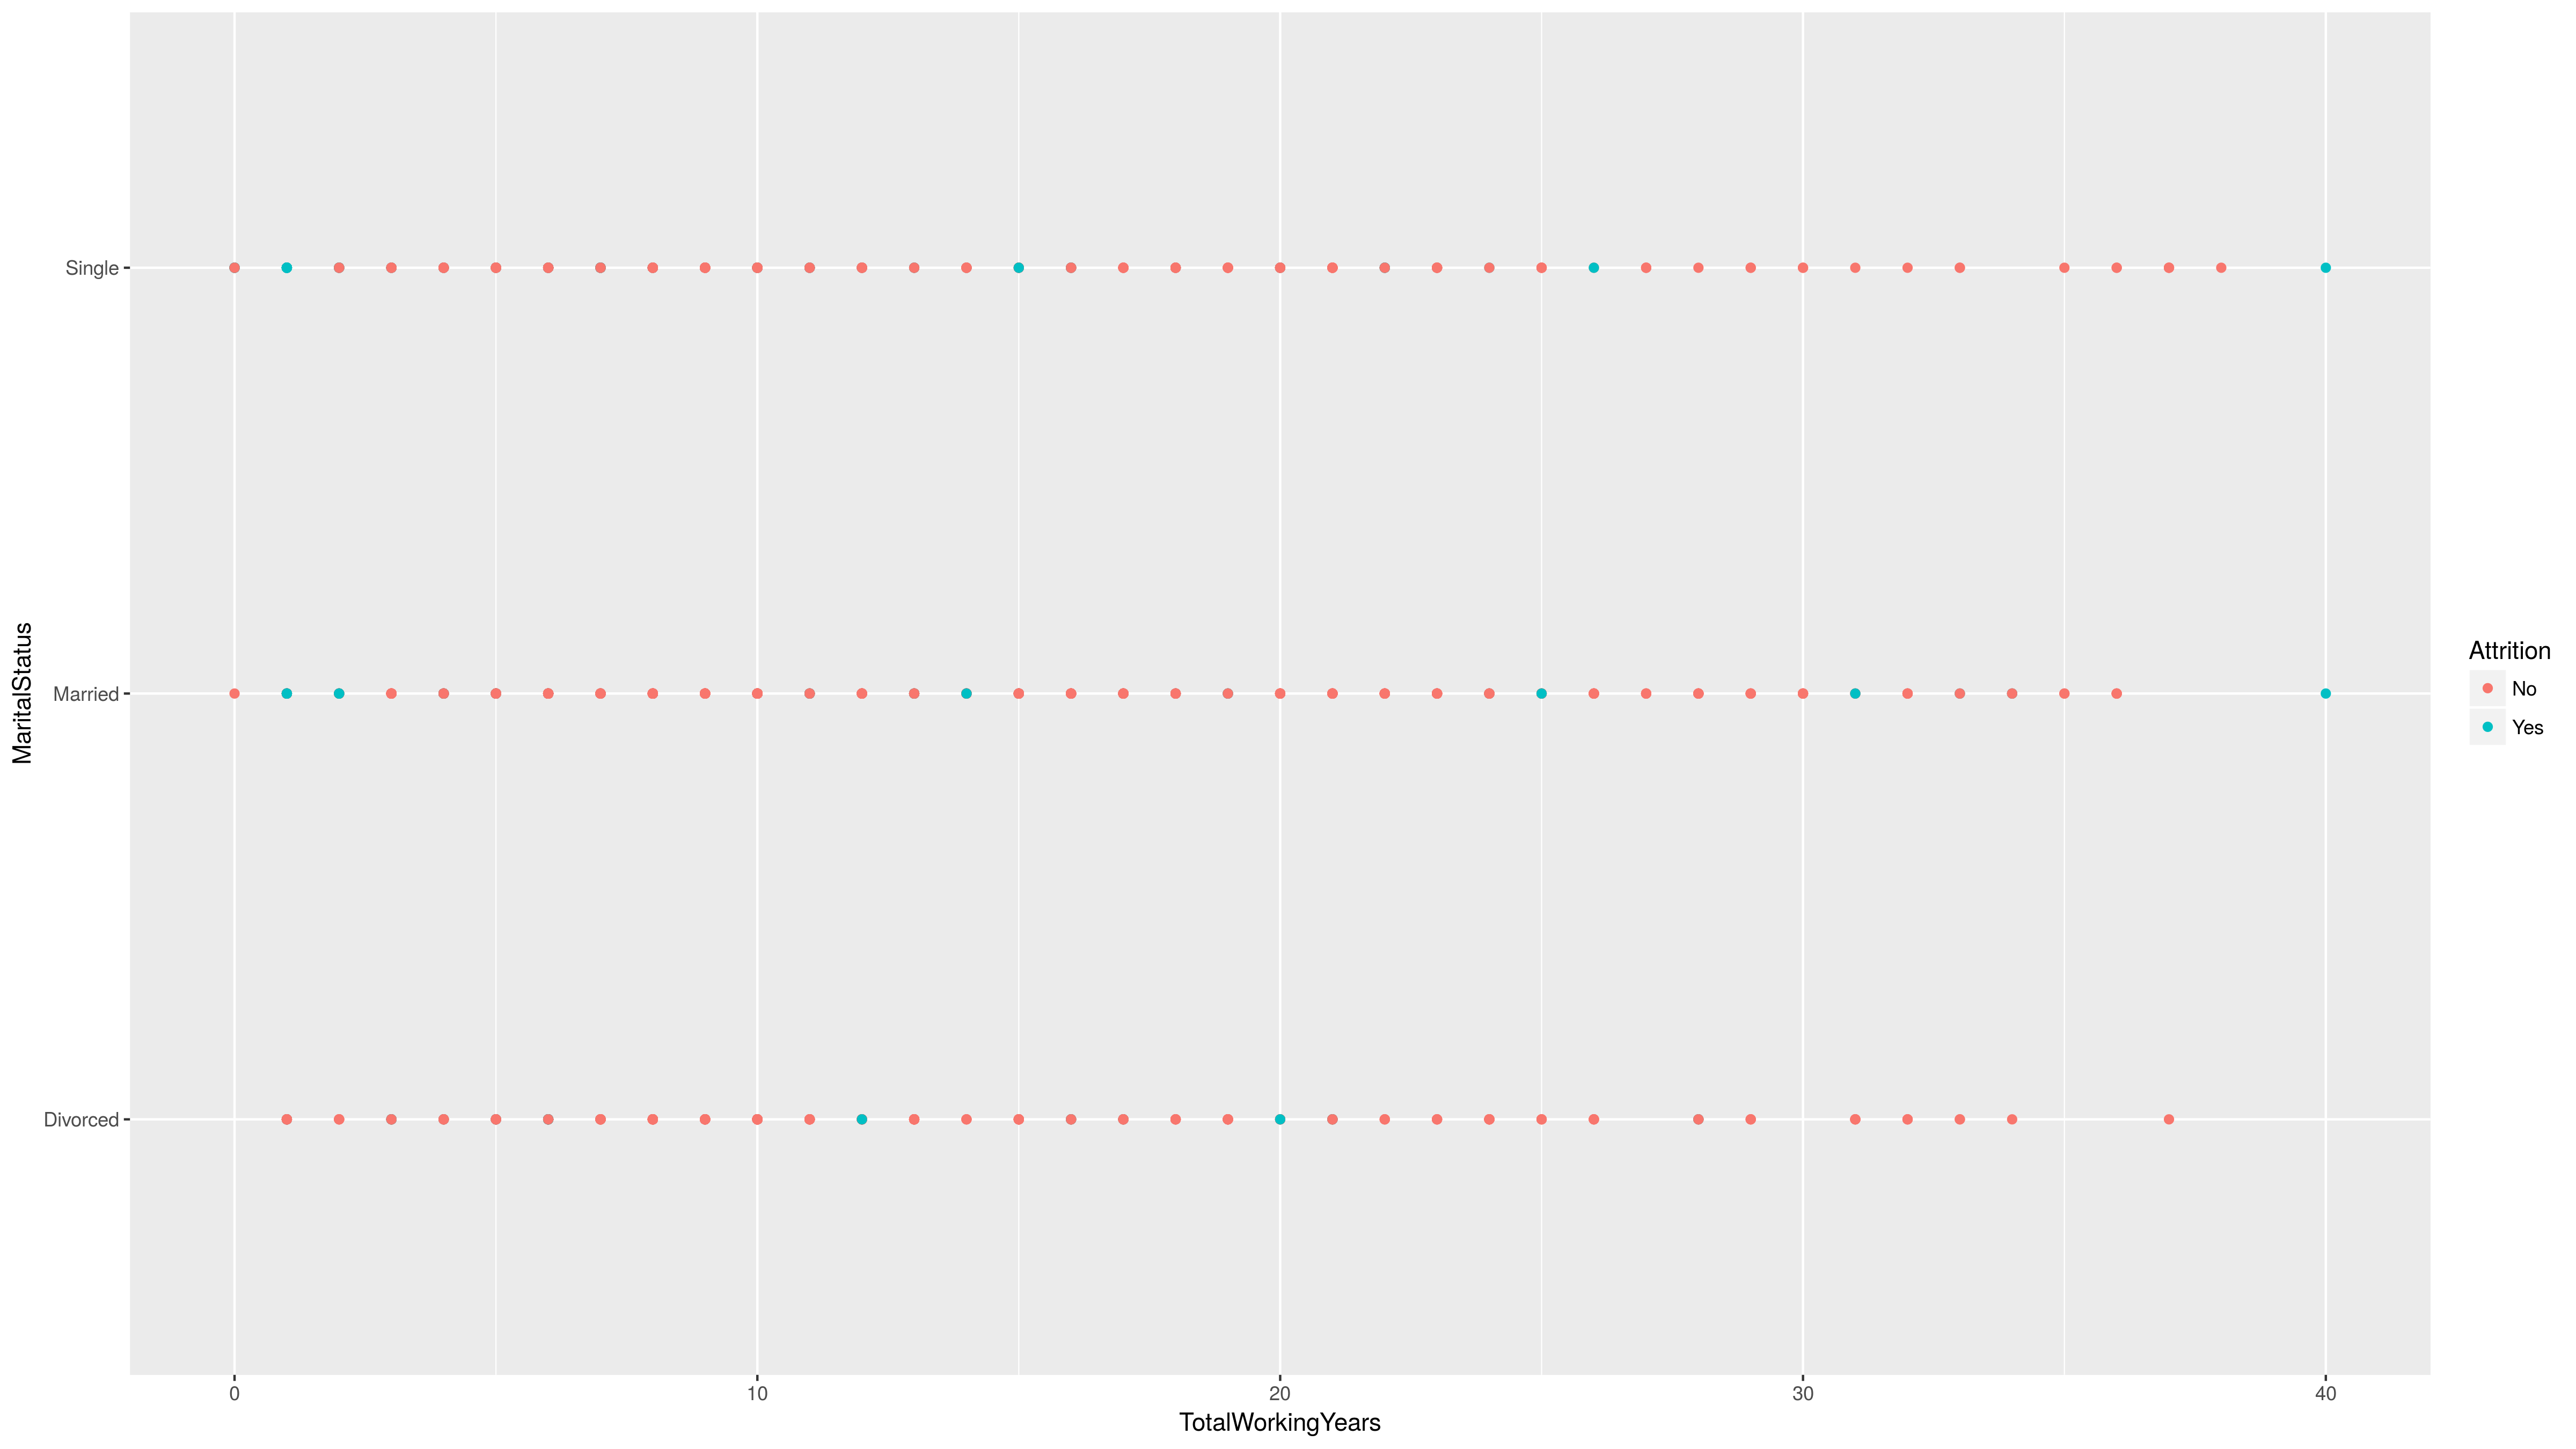 Single
Married
Divorced
MaritalStatus
0 10 20 30 40
TotalWorkingYears
Attrition
No
Yes